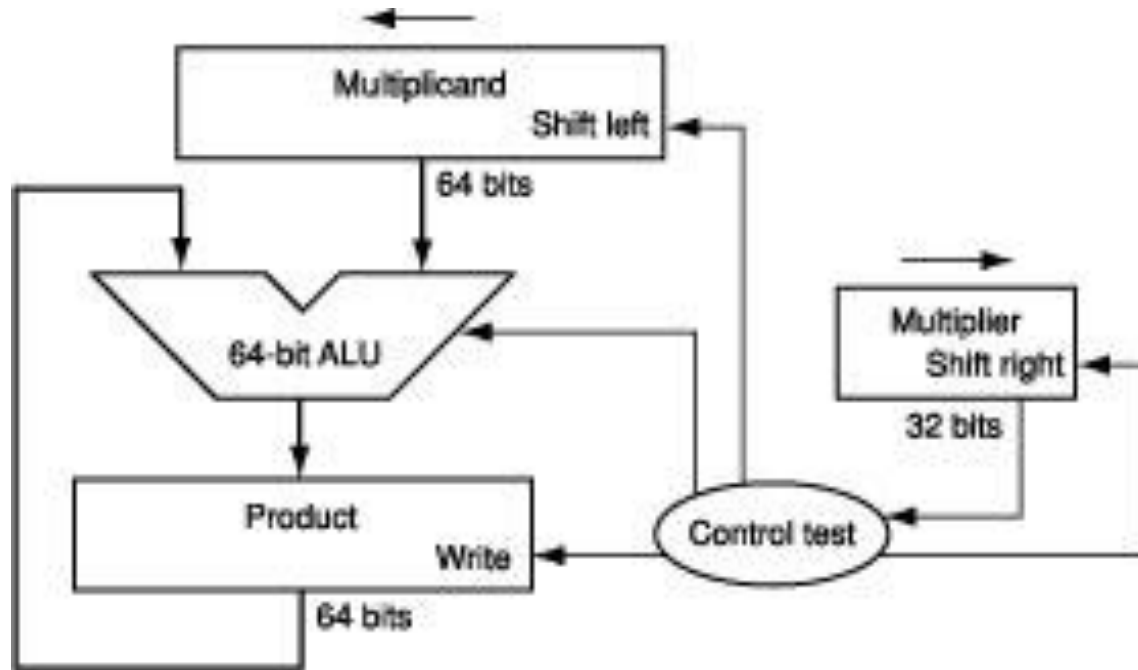 Multiplicand
Shift left
64 bits
64-bit ALU
Multiplier
Shift right
32 bits
Product
Write
Control test
64 bits